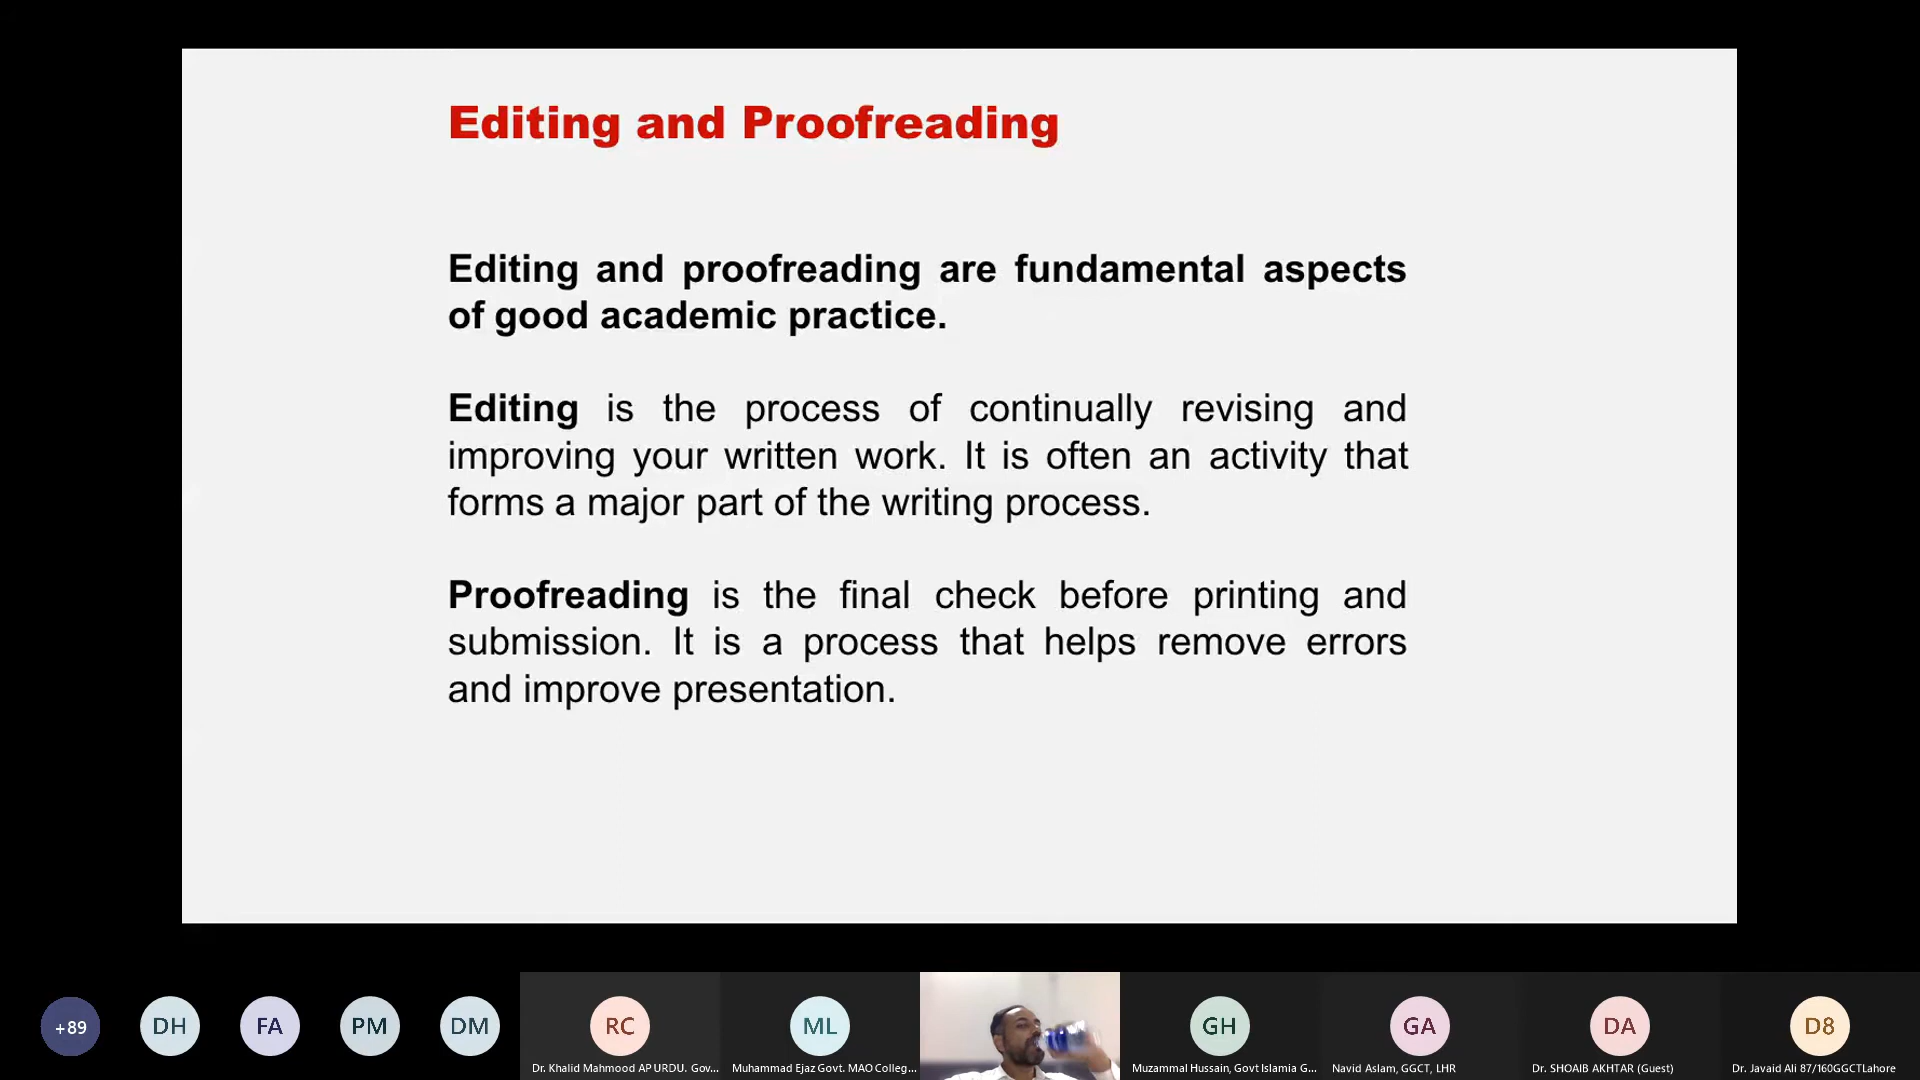 Editing and Proofreading
Editing and proofreading are fundamental aspects
of good academic practice.
Editing is the process of continually revising and
improving your written work. It is often an activity that
forms a major part of the writing process.
Proofreading is the final check before printing and
submission. It is a process that helps remove errors
and improve presentation.
+89
DH
FA
PM
DM
RC
ML
GH
GA
DA
D8
Dr. Khalid Mahmood AP URDU. Gov...
Muhammad Ejaz Govt. MAO Colleg...
Muzammal Hussain, Govt Islamia G...
Navid Aslam, GGCT, LHR
Dr. SHOAIB AKHTAR (Guest)
Dr. Javaid Ali 87/160GGCTLahore